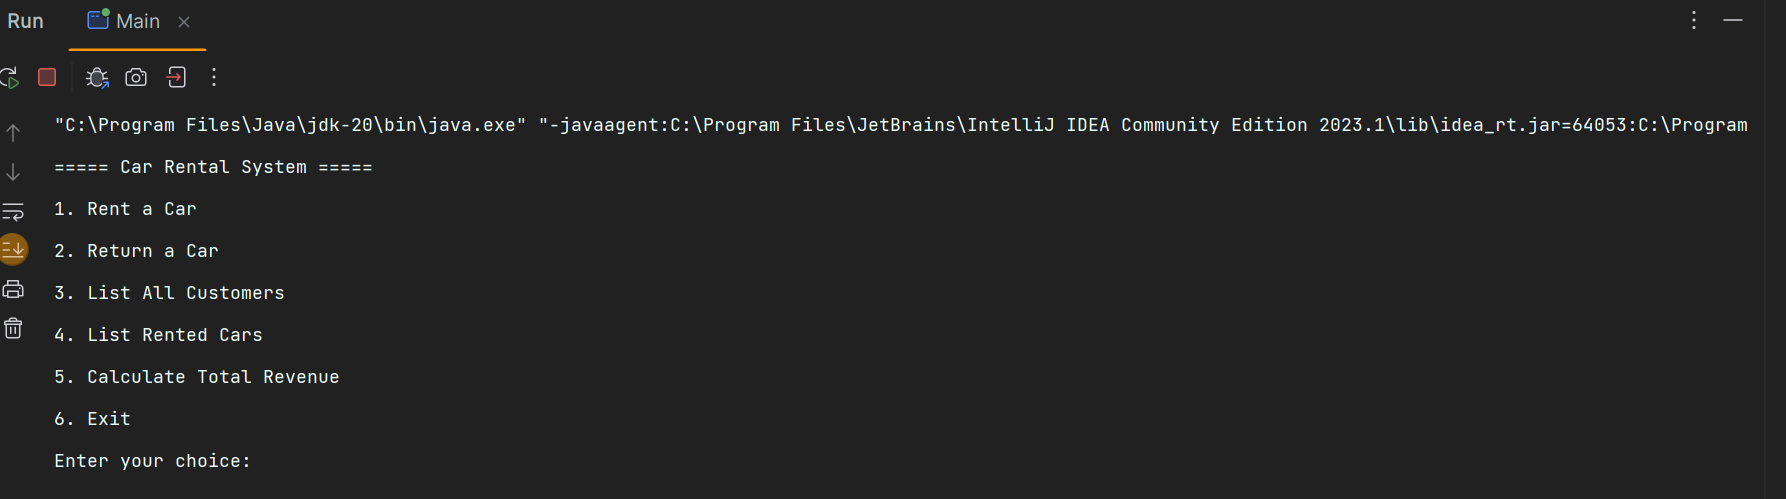 Run
Main
"C:\Program Files\Java\jdk-20\bin\java.exe" "-javaagent:C:\Program Files\JetBrains\IntelliJ IDEA Community Edition 2023.1\lib\idea_rt.jar=64053:C:\Program
===== Car Rental System =====
1. Rent a Car
2. Return a Car
3. List All Customers
4. List Rented Cars
5. Calculate Total Revenue
6. Exit
Enter your choice: